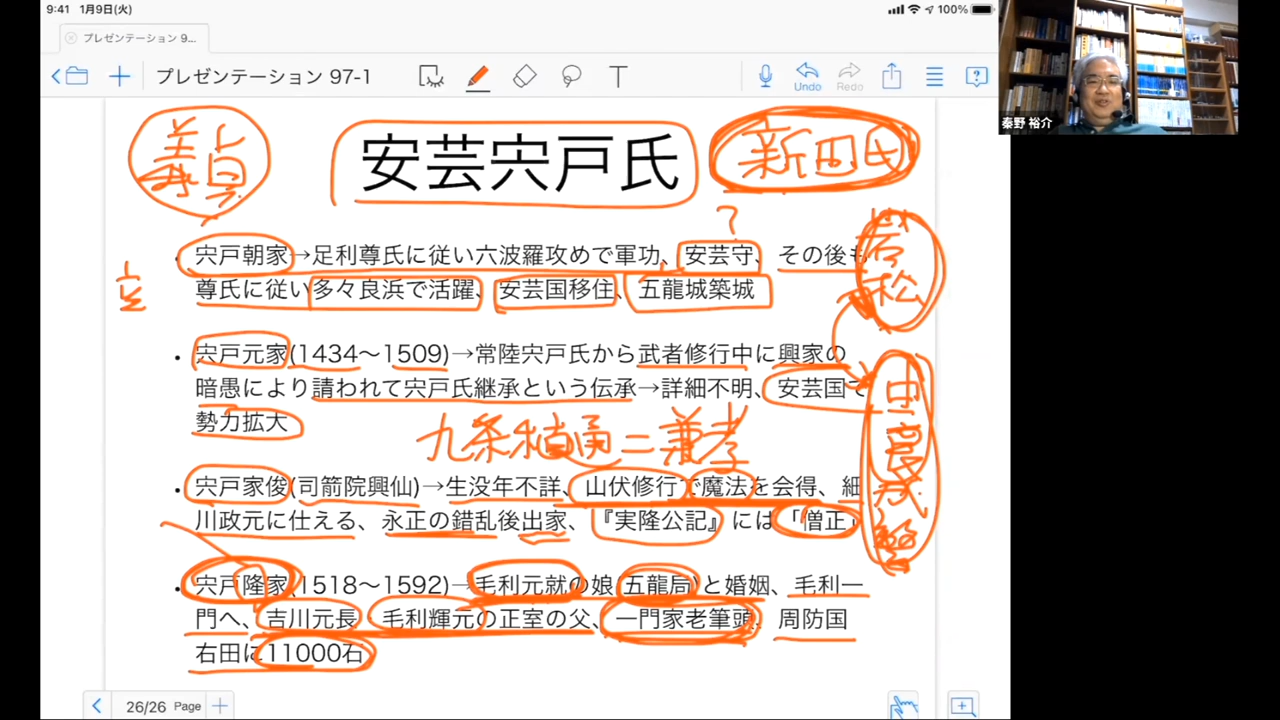 9:41 1月9日(火)
100%
プレゼンテーション 97...
プレゼンテーション 97-1
Undo
Redo
秦野 裕介
義貞
安芸宍戸氏
新田氏
?
・宍戸朝家→足利尊氏に従い六波羅攻めで軍功、安芸守、その後も
尊氏に従い多々良浜で活躍、安芸国移住、五龍城築城
岩松
・宍戸元家(1434〜1509)→常陸宍戸氏から武者修行中に興家の
暗愚により請われて宍戸氏継承という伝承→詳細不明、安芸国で
勢力拡大
九条稙通=兼孝
・宍戸家俊(司箭院興仙)→生没年不詳、山伏修行で魔法を会得、細
川政元に仕える、永正の錯乱後出家、『実隆公記』には「僧正」
・宍戸隆家(1518〜1592)→毛利元就の娘(五龍局)と婚姻、毛利一
門へ、吉川元長、毛利輝元の正室の父、一門家老筆頭、周防国
右田に11000石
26/26 Page